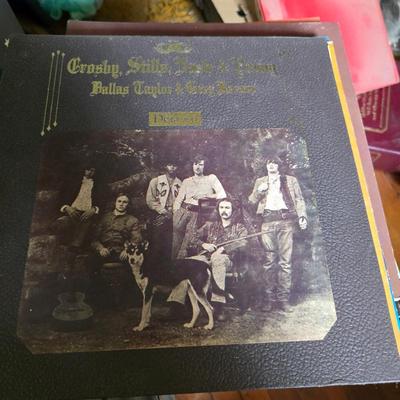 Crosby, Stills, Nash & Young
Dallas Taylor & Greg Reeves
Déjà Vu